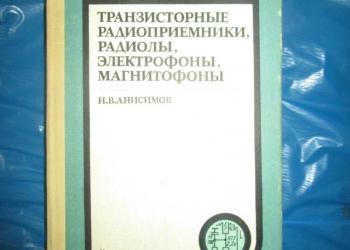 ТРАНЗИСТОРНЫЕ
РАДИОПРИЕМНИКИ,
РАДИОЛЫ,
ЭЛЕКТРОФОНЫ,
МАГНИТОФОНЫ
Н.В.АНИСИМОВ